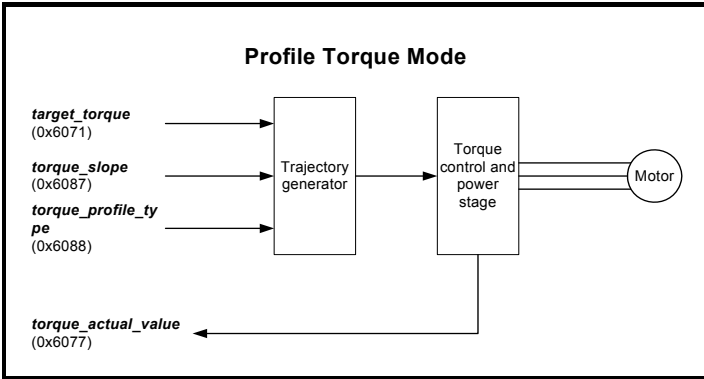 Profile Torque Mode
target_torque
(0x6071)
torque_slope
(0x6087)
torque_profile_ty
pe
(0x6088)
Trajectory
generator
Torque
control and
power
stage
Motor
torque_actual_value
(0x6077)